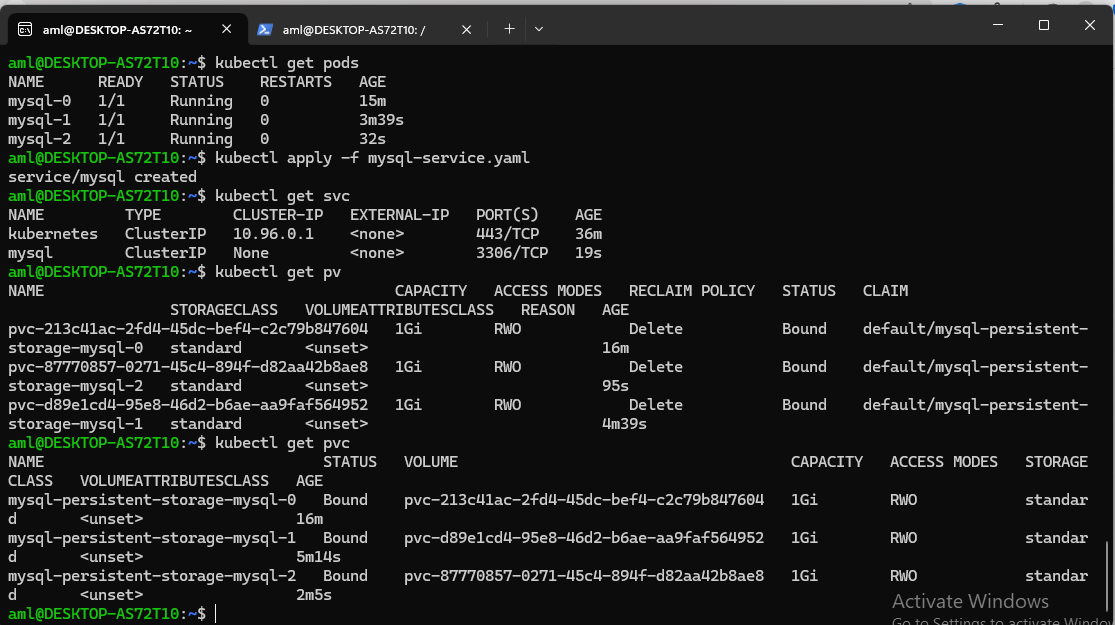 aml@DESKTOP-AS72T10: ~
aml@DESKTOP-AS72T10: /
aml@DESKTOP-AS72T10:~$ kubectl get pods
NAME      READY   STATUS    RESTARTS   AGE
mysql-0   1/1     Running   0          15m
mysql-1   1/1     Running   0          3m39s
mysql-2   1/1     Running   0          32s
aml@DESKTOP-AS72T10:~$ kubectl apply -f mysql-service.yaml
service/mysql created
aml@DESKTOP-AS72T10:~$ kubectl get svc
NAME         TYPE        CLUSTER-IP   EXTERNAL-IP   PORT(S)    AGE
kubernetes   ClusterIP   10.96.0.1    <none>        443/TCP    36m
mysql        ClusterIP   None         <none>        3306/TCP   19s
aml@DESKTOP-AS72T10:~$ kubectl get pv
NAME                                       CAPACITY   ACCESS MODES   RECLAIM POLICY   STATUS   CLAIM
                  STORAGECLASS   VOLUMEATTRIBUTESCLASS   REASON   AGE
pvc-213c41ac-2fd4-45dc-bef4-c2c79b847604   1Gi        RWO            Delete           Bound    default/mysql-persistent-
storage-mysql-0   standard       <unset>                          16m
pvc-87770857-0271-45c4-894f-d82aa42b8ae8   1Gi        RWO            Delete           Bound    default/mysql-persistent-
storage-mysql-2   standard       <unset>                          95s
pvc-d89e1cd4-95e8-46d2-b6ae-aa9faf564952   1Gi        RWO            Delete           Bound    default/mysql-persistent-
storage-mysql-1   standard       <unset>                          4m39s
aml@DESKTOP-AS72T10:~$ kubectl get pvc
NAME                               STATUS   VOLUME                                     CAPACITY   ACCESS MODES   STORAGE
CLASS   VOLUMEATTRIBUTESCLASS   AGE
mysql-persistent-storage-mysql-0   Bound    pvc-213c41ac-2fd4-45dc-bef4-c2c79b847604   1Gi        RWO            standar
d       <unset>                 16m
mysql-persistent-storage-mysql-1   Bound    pvc-d89e1cd4-95e8-46d2-b6ae-aa9faf564952   1Gi        RWO            standar
d       <unset>                 5m14s
mysql-persistent-storage-mysql-2   Bound    pvc-87770857-0271-45c4-894f-d82aa42b8ae8   1Gi        RWO            standar
d       <unset>                 2m5s
aml@DESKTOP-AS72T10:~$
Activate Windows
Go to Settings to activate Windows